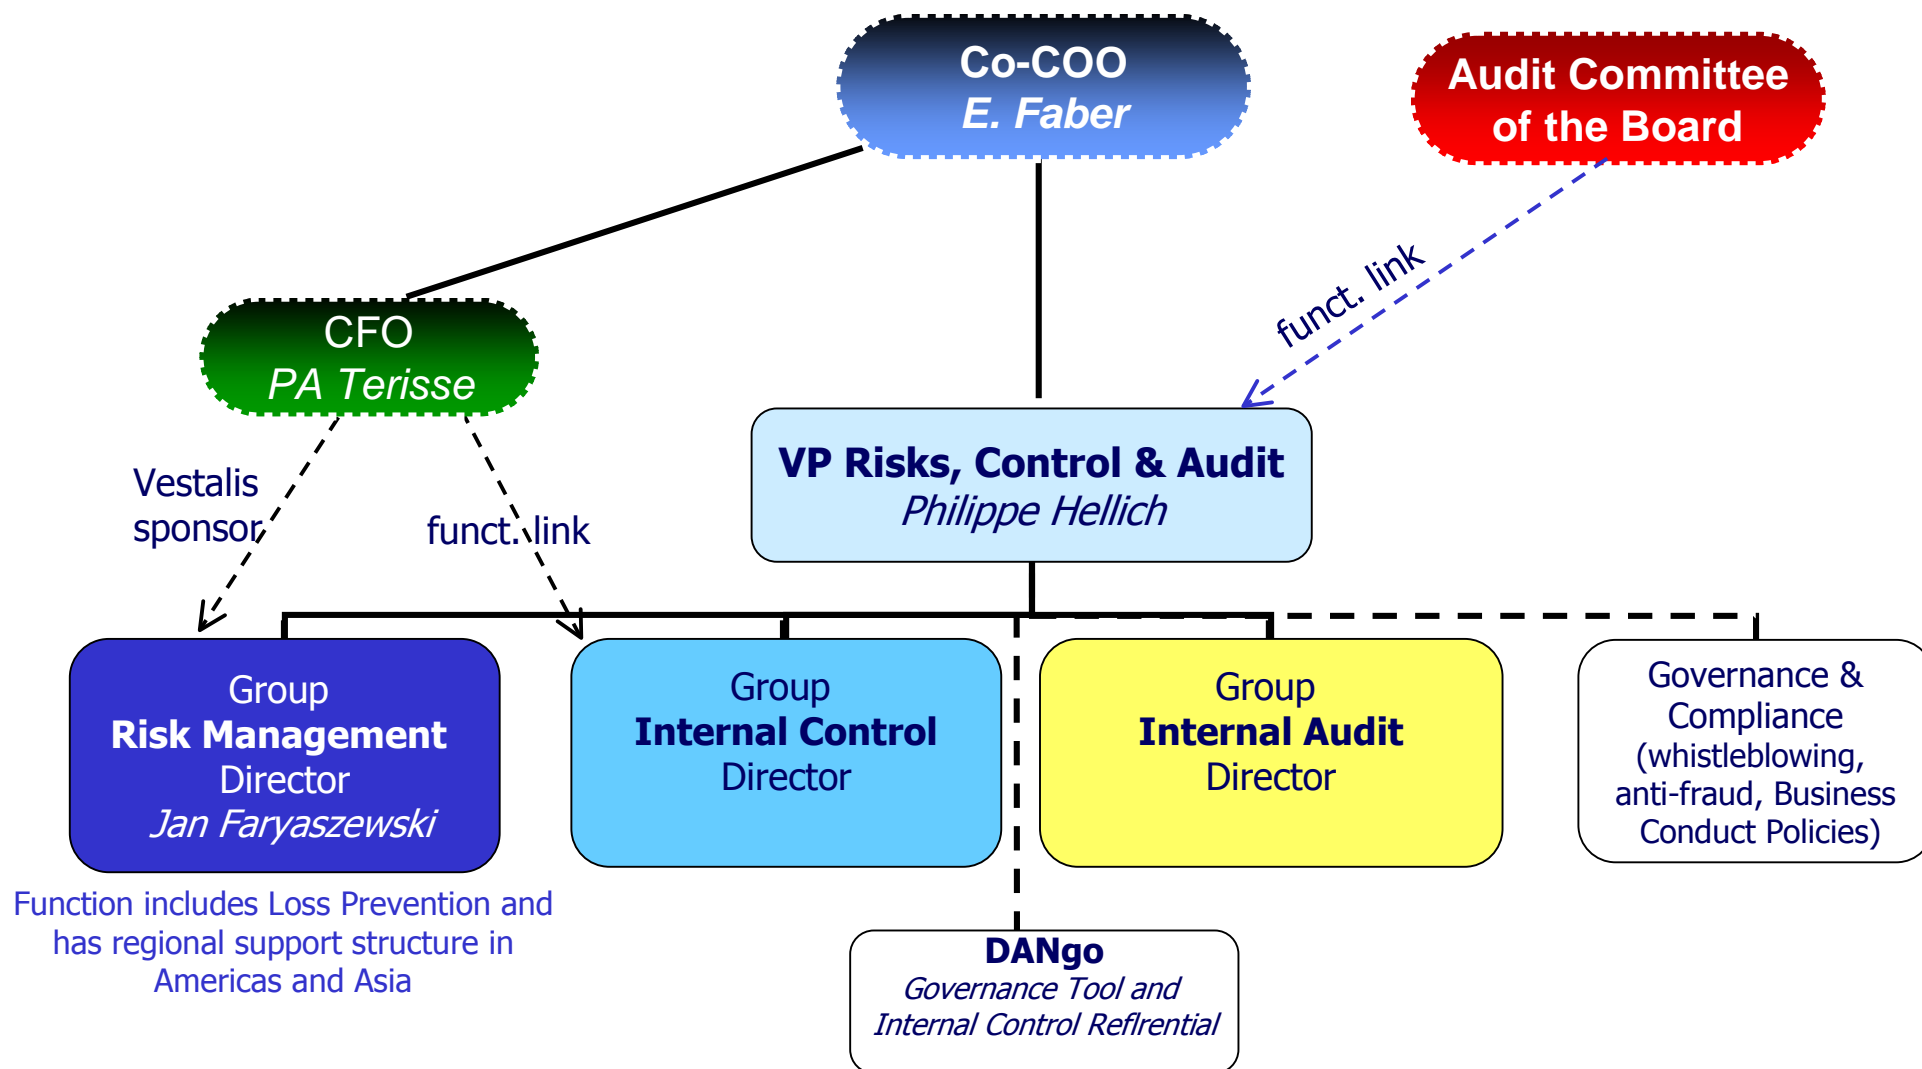 Co-COO
E. Faber
Audit Committee
of the Board
funct. link
CFO
PA Terisse
Vestalis
sponsor
funct. link
VP Risks, Control & Audit
Philippe Hellich
Group
Risk Management
Director
Jan Faryaszewski
Group
Internal Control
Director
Group
Internal Audit
Director
Governance &
Compliance
(whistleblowing,
anti-fraud, Business
Conduct Policies)
Function includes Loss Prevention and
has regional support structure in
Americas and Asia
DANgo
Governance Tool and
Internal Control Reflrential